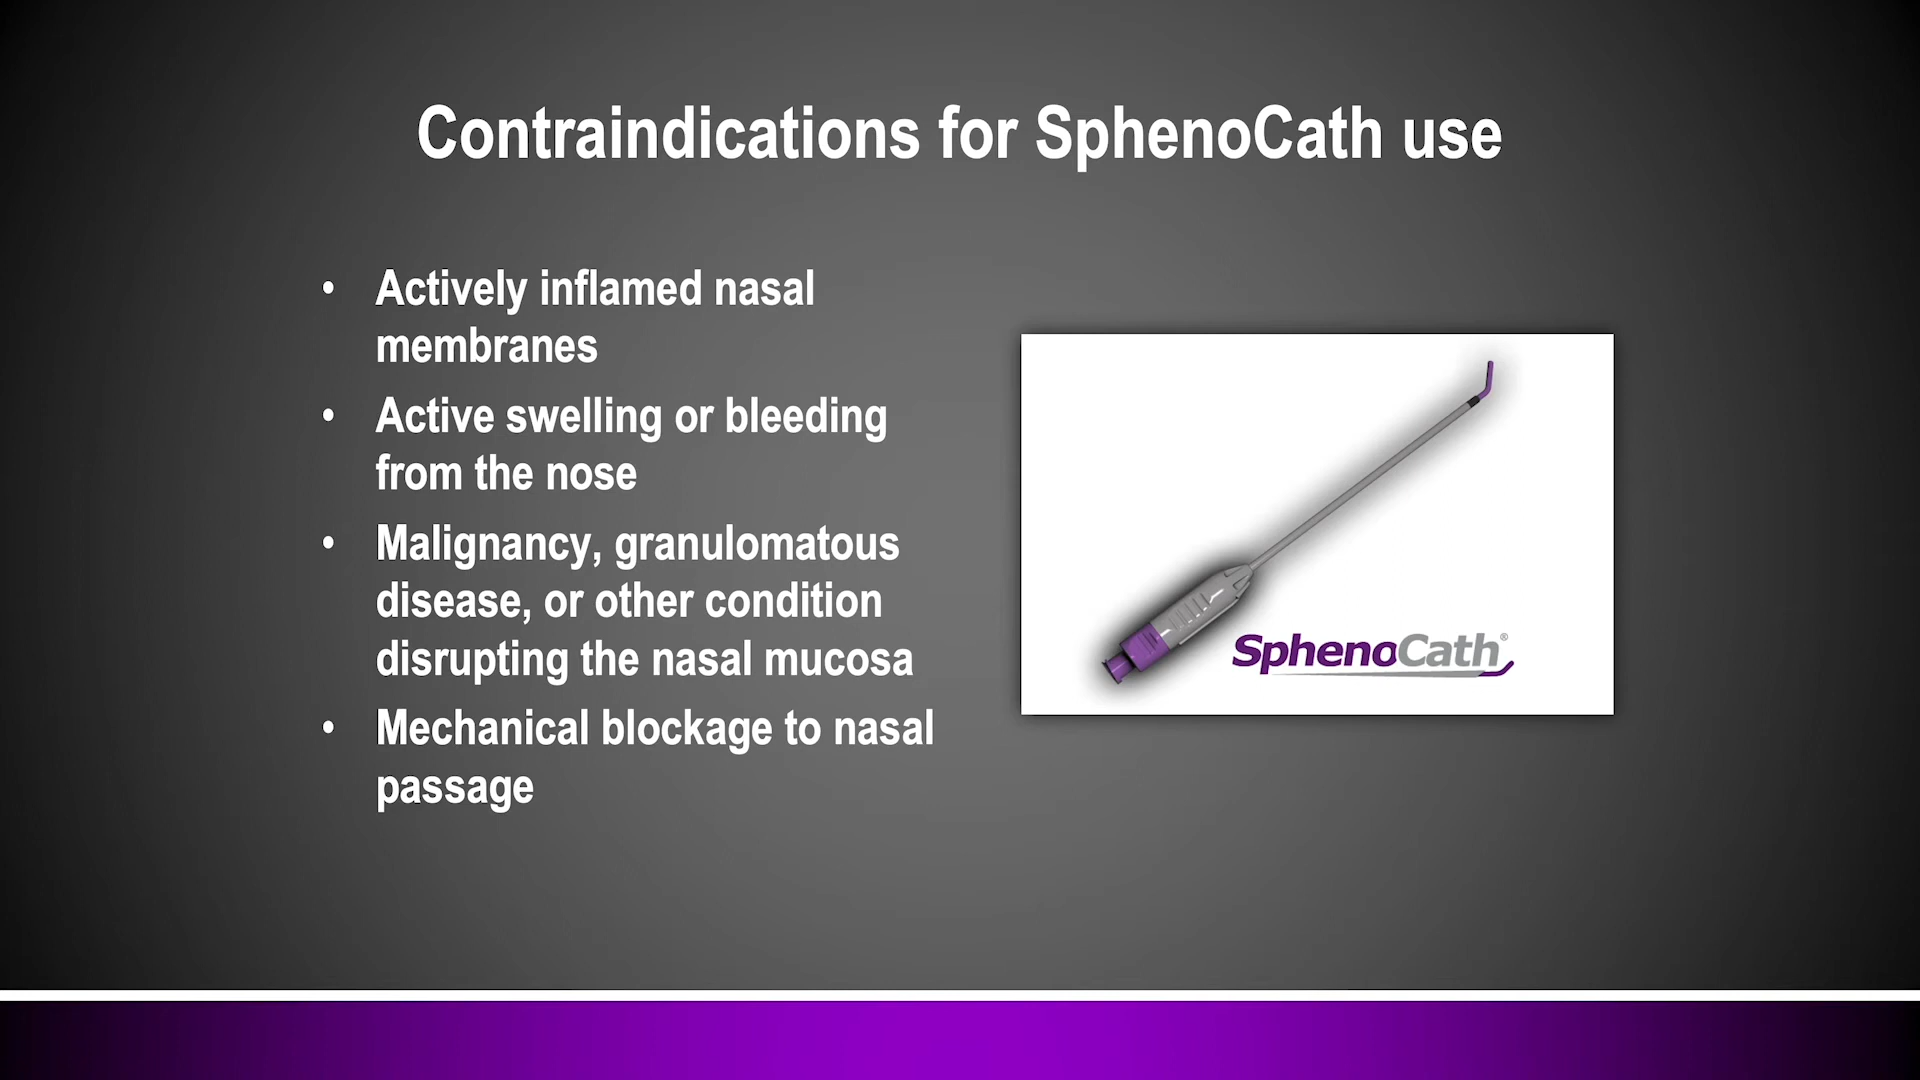 Contraindications for SphenoCath use
• Actively inflamed nasal
membranes
• Active swelling or bleeding
from the nose
• Malignancy, granulomatous
disease, or other condition
disrupting the nasal mucosa
• Mechanical blockage to nasal
passage
SphenoCath®